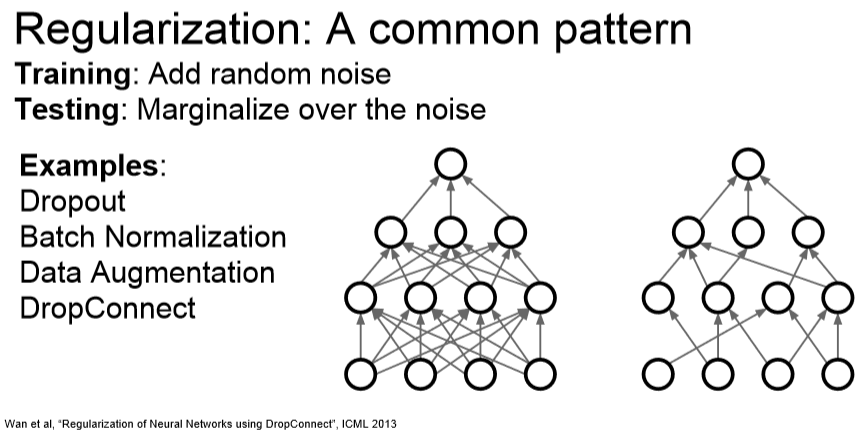 Regularization: A common pattern
Training: Add random noise
Testing: Marginalize over the noise
Examples:
Dropout
Batch Normalization
Data Augmentation
DropConnect
Wan et al, “Regularization of Neural Networks using DropConnect”, ICML 2013